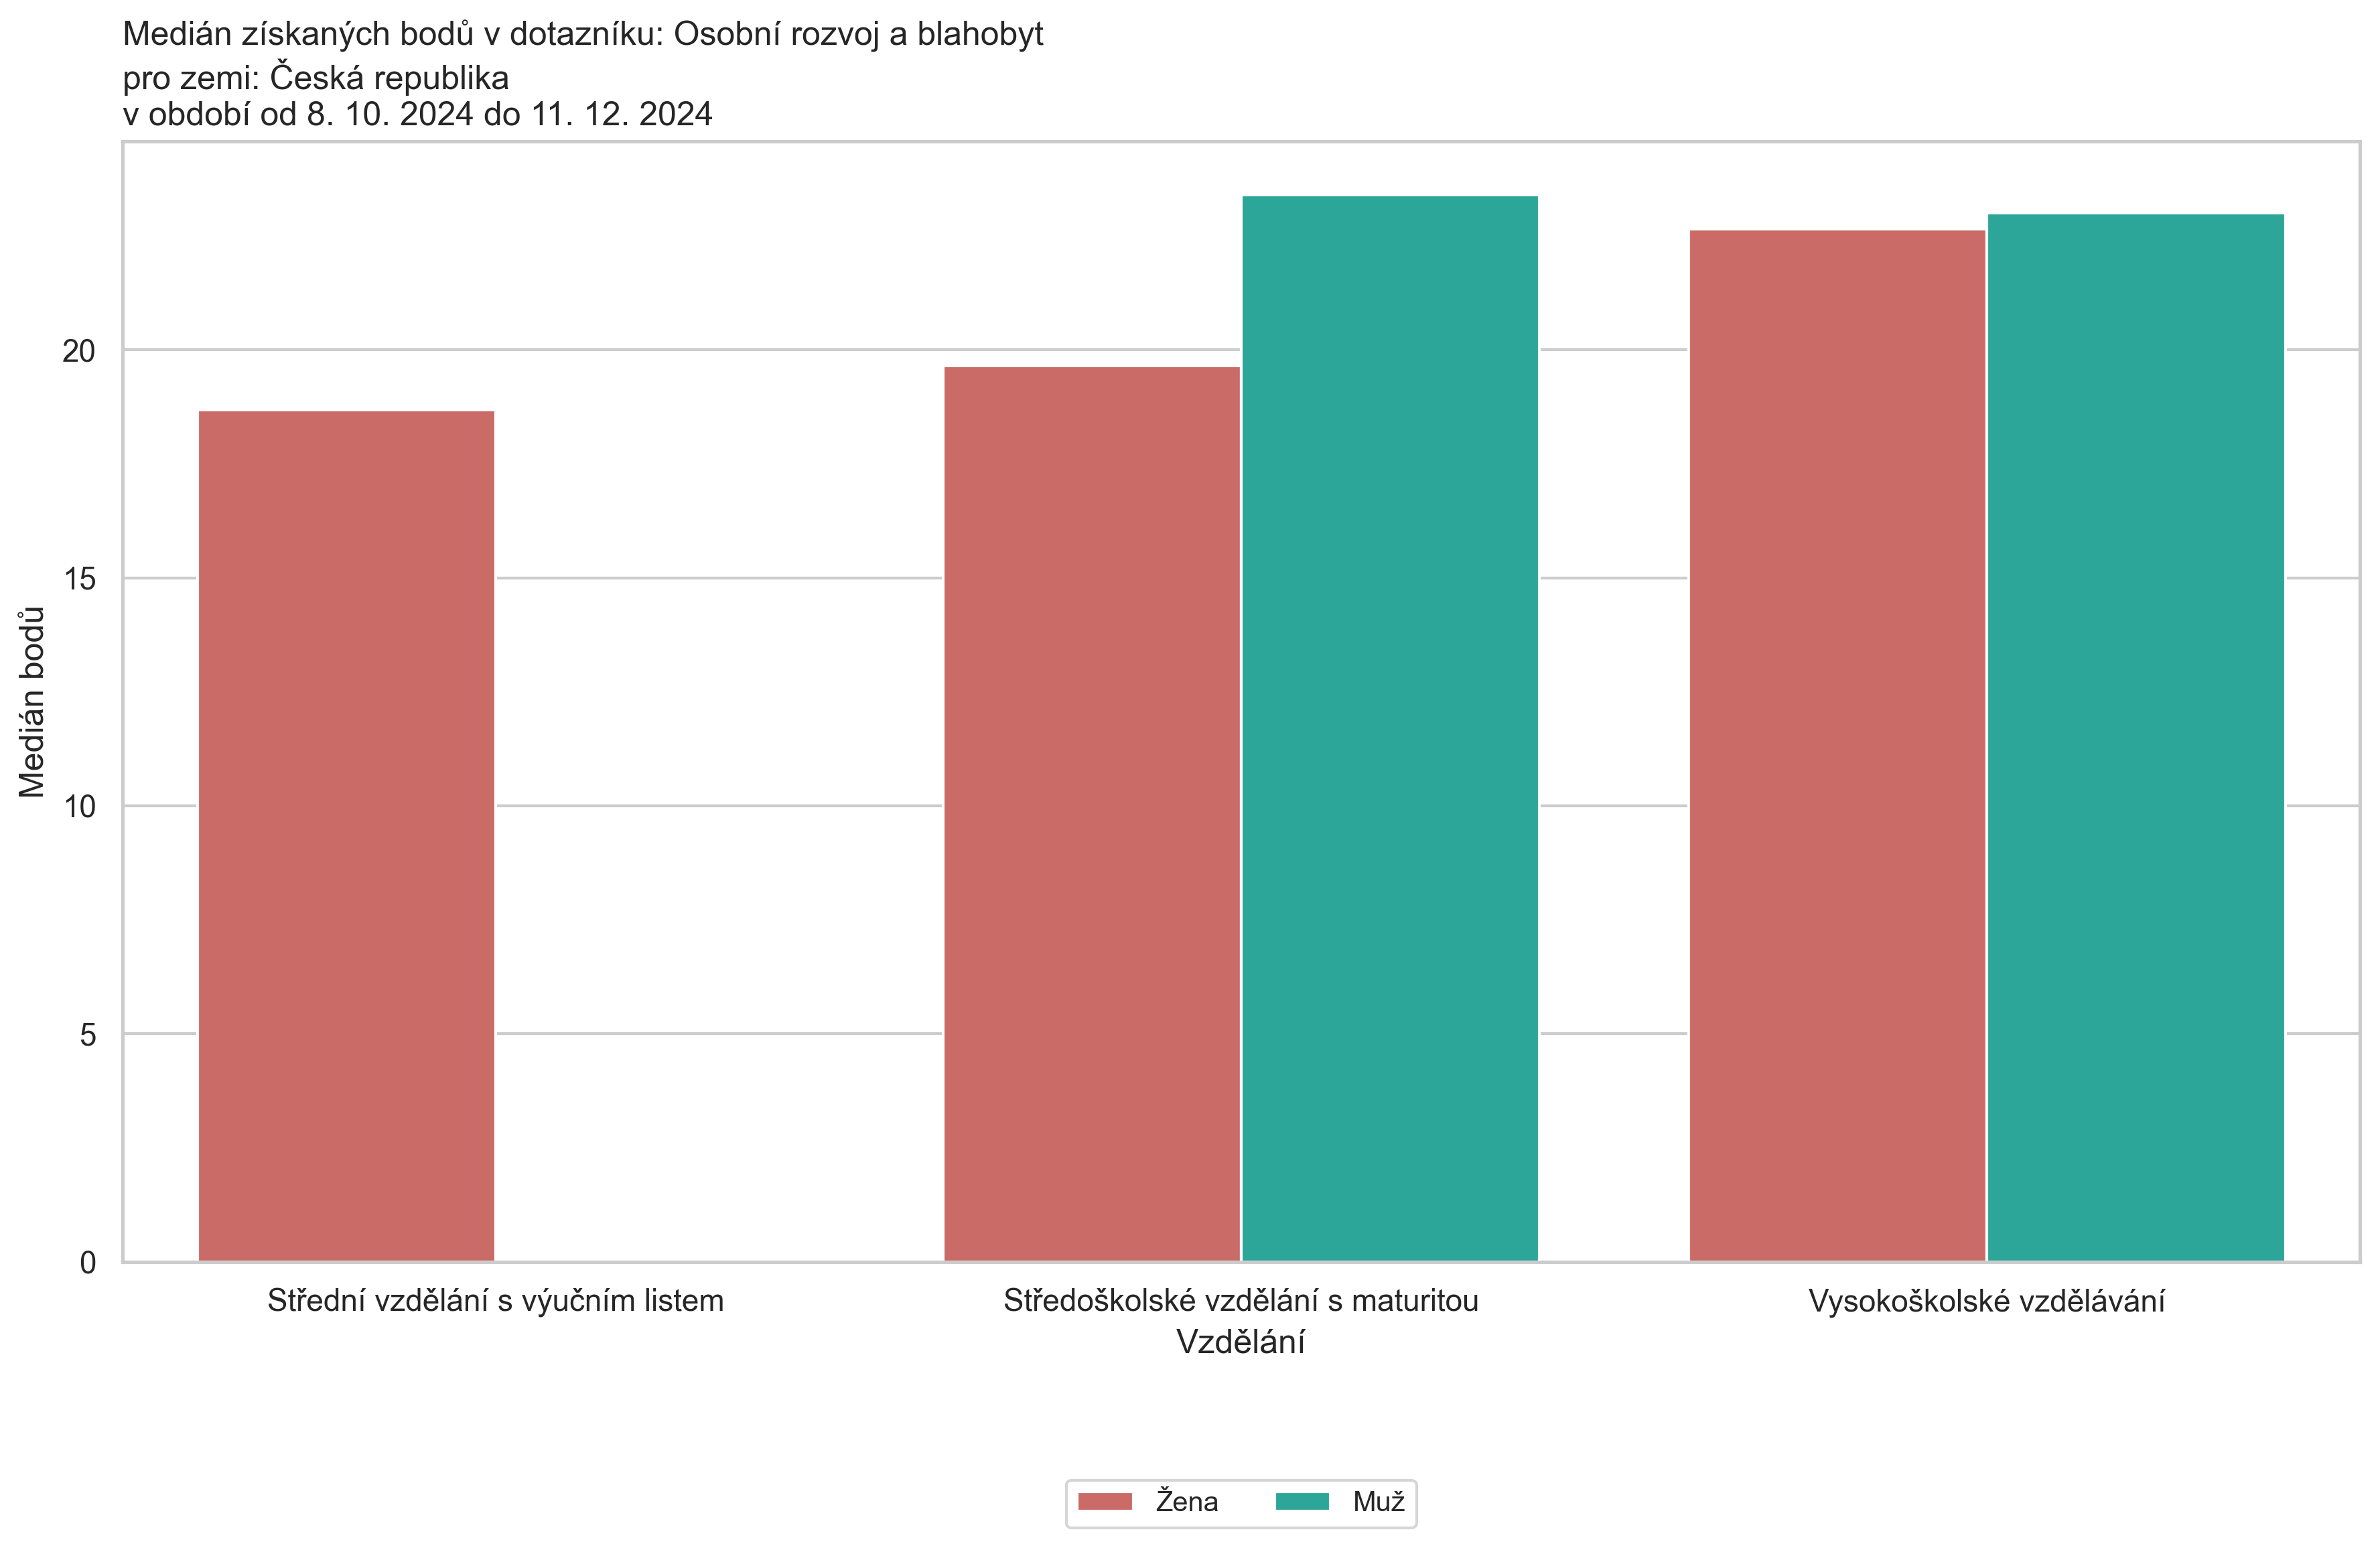 Medián získaných bodů v dotazníku: Osobní rozvoj a blahobyt
pro zemi: Česká republika
v období od 8. 10. 2024 do 11. 12. 2024
Medián bodů
20
15
10
5
0
Střední vzdělání s výučním listem
Středoškolské vzdělání s maturitou
Vysokoškolské vzdělávání
Vzdělání
Žena
Muž